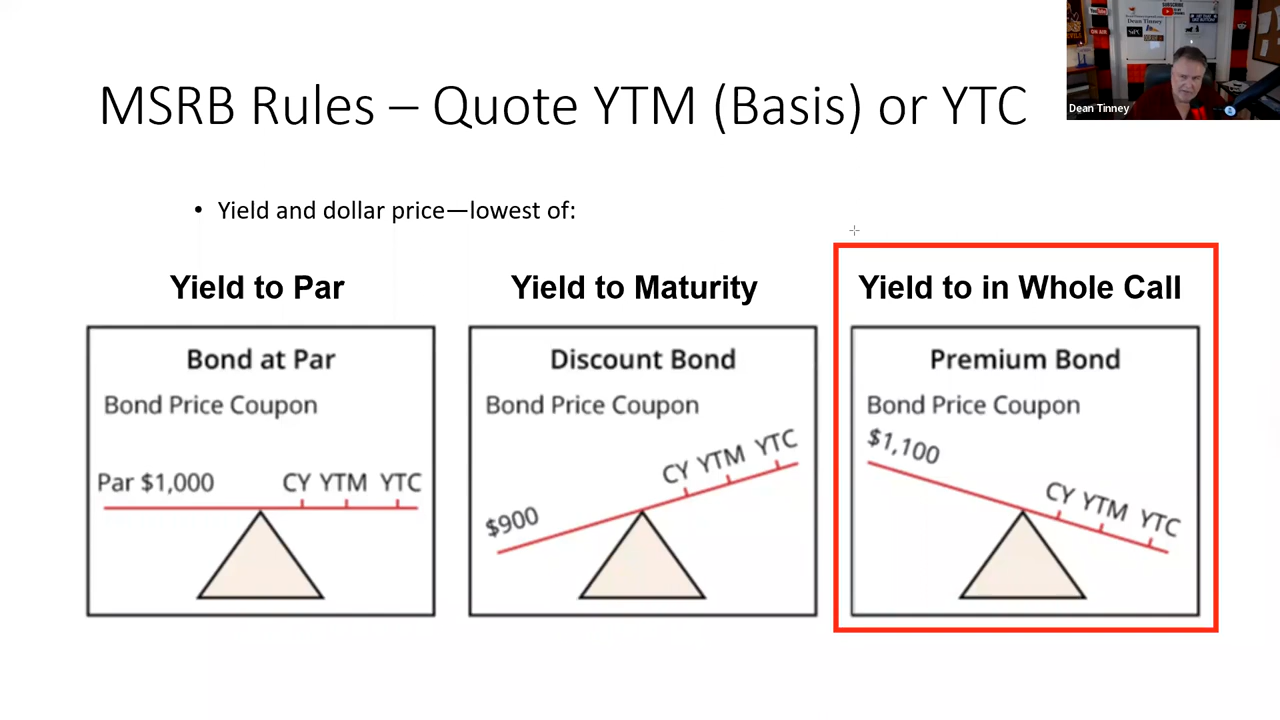 MSRB Rules – Quote YTM (Basis) or YTC
Dean Tinney
• Yield and dollar price—lowest of:
Yield to Par
Bond at Par
Bond Price Coupon
Par $1,000 CY YTM YTC
Yield to Maturity
Discount Bond
Bond Price Coupon
CY YTM YTC
$900
Yield to in Whole Call
Premium Bond
Bond Price Coupon
$1,100
CY YTM YTC